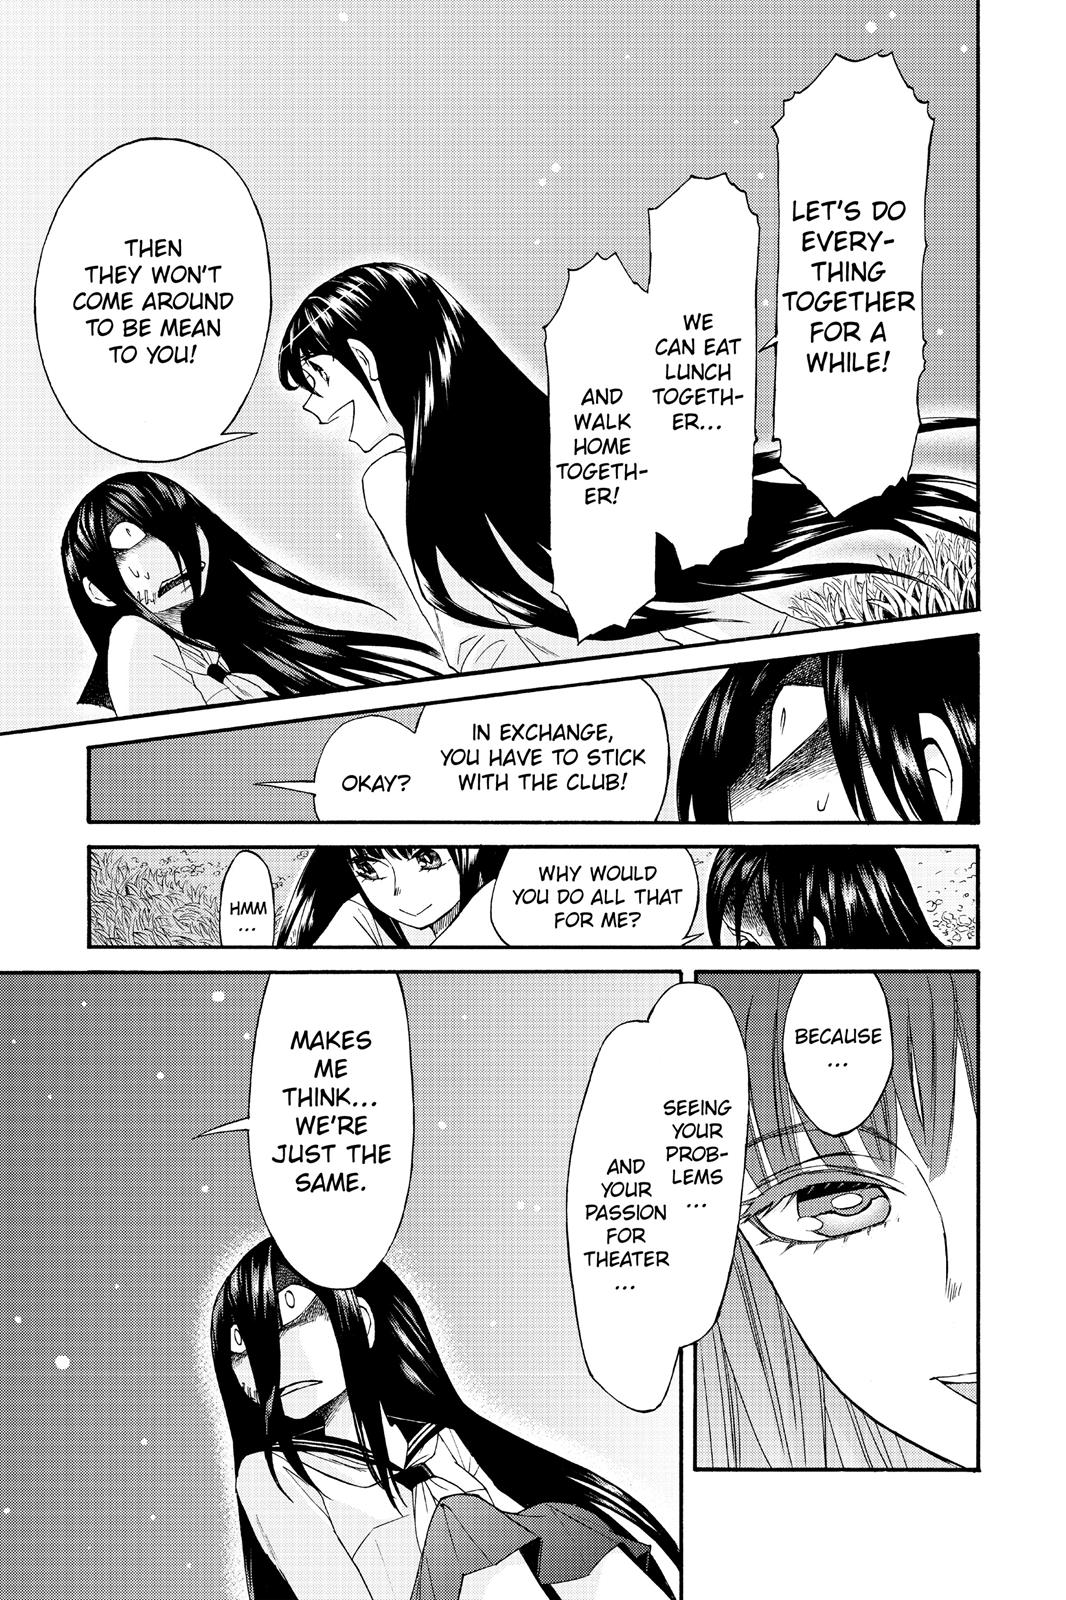 LET'S DO
EVERY-
THING
TOGETHER
FOR A
WHILE!
WE
CAN EAT
LUNCH
TOGETH-
ER...
AND
WALK
HOME
TOGETH-
ER!
THEN
THEY WON'T
COME AROUND
TO BE MEAN
TO YOU!
IN EXCHANGE,
YOU HAVE TO STICK
WITH THE CLUB!
OKAY?
WHY WOULD
YOU DO ALL THAT
FOR ME?
HMM
...
BECAUSE
...
SEEING
YOUR
PROB-
LEMS
...
AND
YOUR
PASSION
FOR
THEATER
...
MAKES
ME
THINK...
WE'RE
JUST THE
SAME.